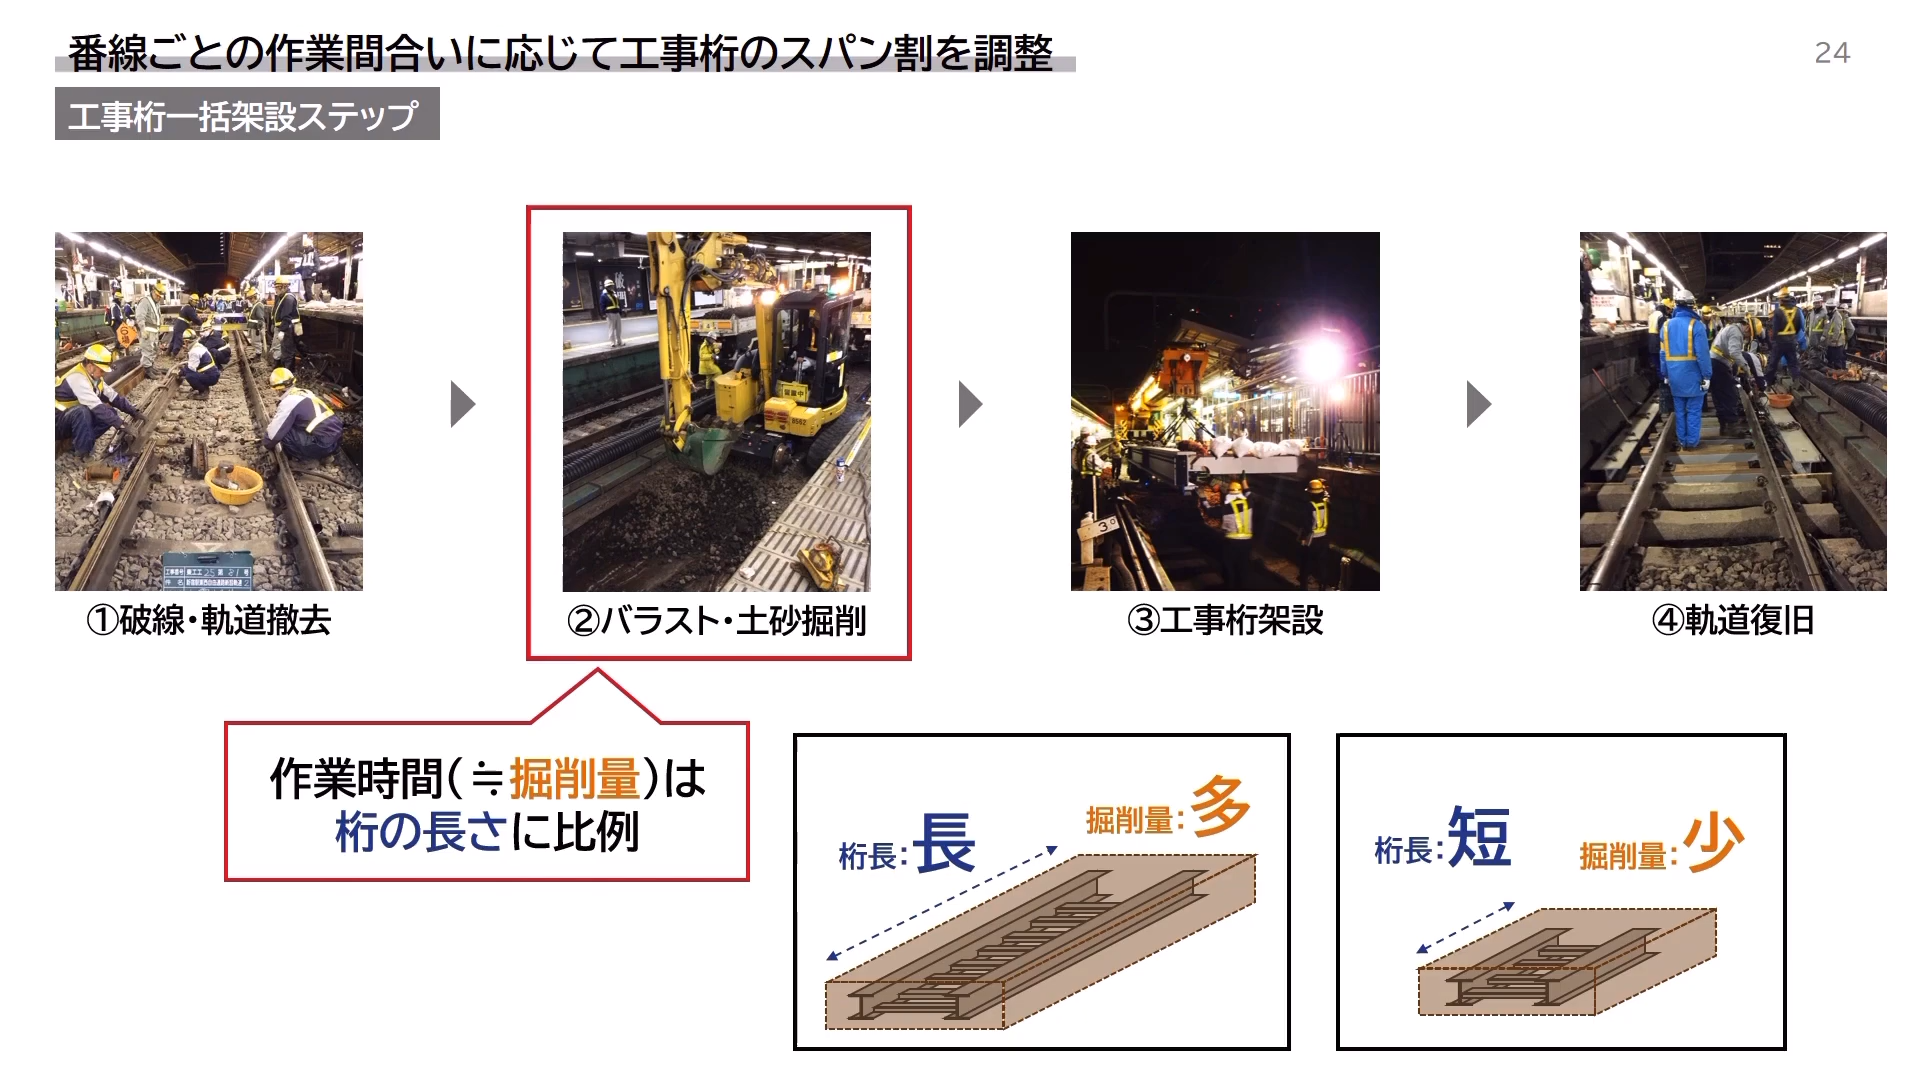 番線ごとの作業間合いに応じて工事桁のスパン割を調整
24
工事桁一括架設ステップ
①破線・軌道撤去
②バラスト・土砂掘削
③工事桁架設
④軌道復旧
作業時間(≒掘削量)は
桁の長さに比例
桁長:長
掘削量:多
桁長:短
掘削量:少